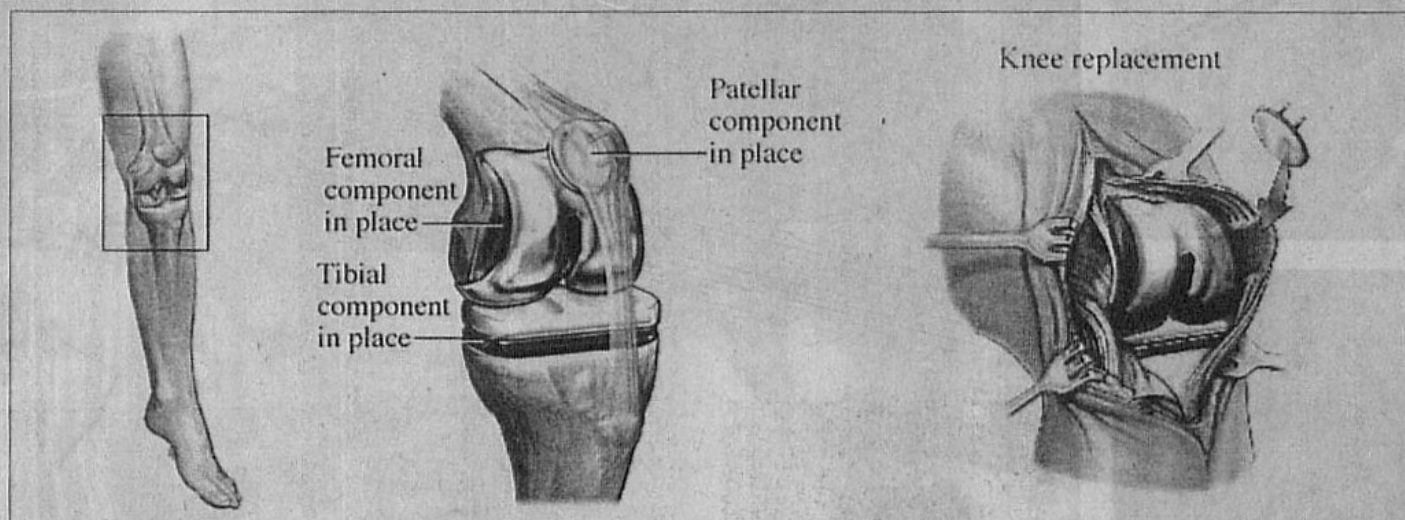 Knee replacement
Patellar
component
in place
Femoral
component
in place
Tibial
component
in place